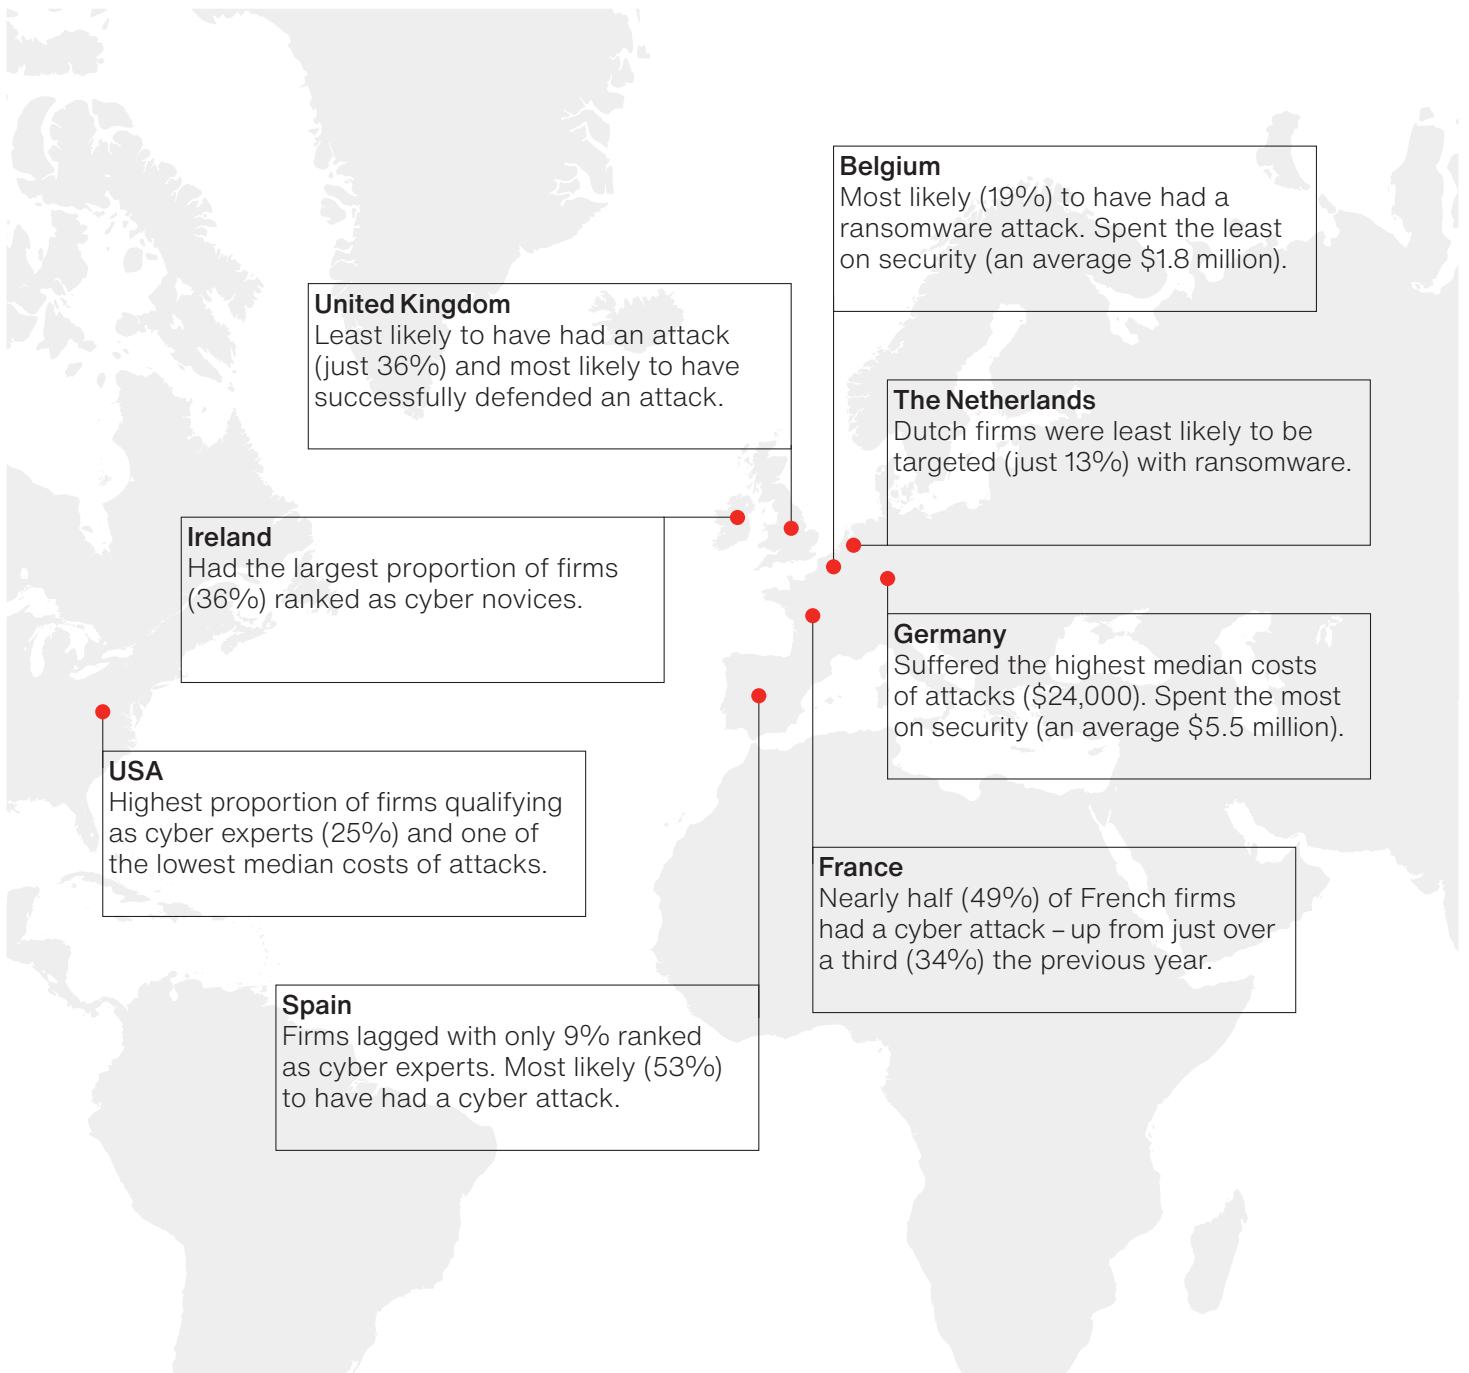 Belgium
Most likely (19%) to have had a
ransomware attack. Spent the least
on security (an average $1.8 million).
United Kingdom
Least likely to have had an attack
(just 36%) and most likely to have
successfully defended an attack.
The Netherlands
Dutch firms were least likely to be
targeted (just 13%) with ransomware.
Ireland
Had the largest proportion of firms
(36%) ranked as cyber novices.
Germany
Suffered the highest median costs
of attacks ($24,000). Spent the most
on security (an average $5.5 million).
USA
Highest proportion of firms qualifying
as cyber experts (25%) and one of
the lowest median costs of attacks.
France
Nearly half (49%) of French firms
had a cyber attack – up from just over
a third (34%) the previous year.
Spain
Firms lagged with only 9% ranked
as cyber experts. Most likely (53%)
to have had a cyber attack.